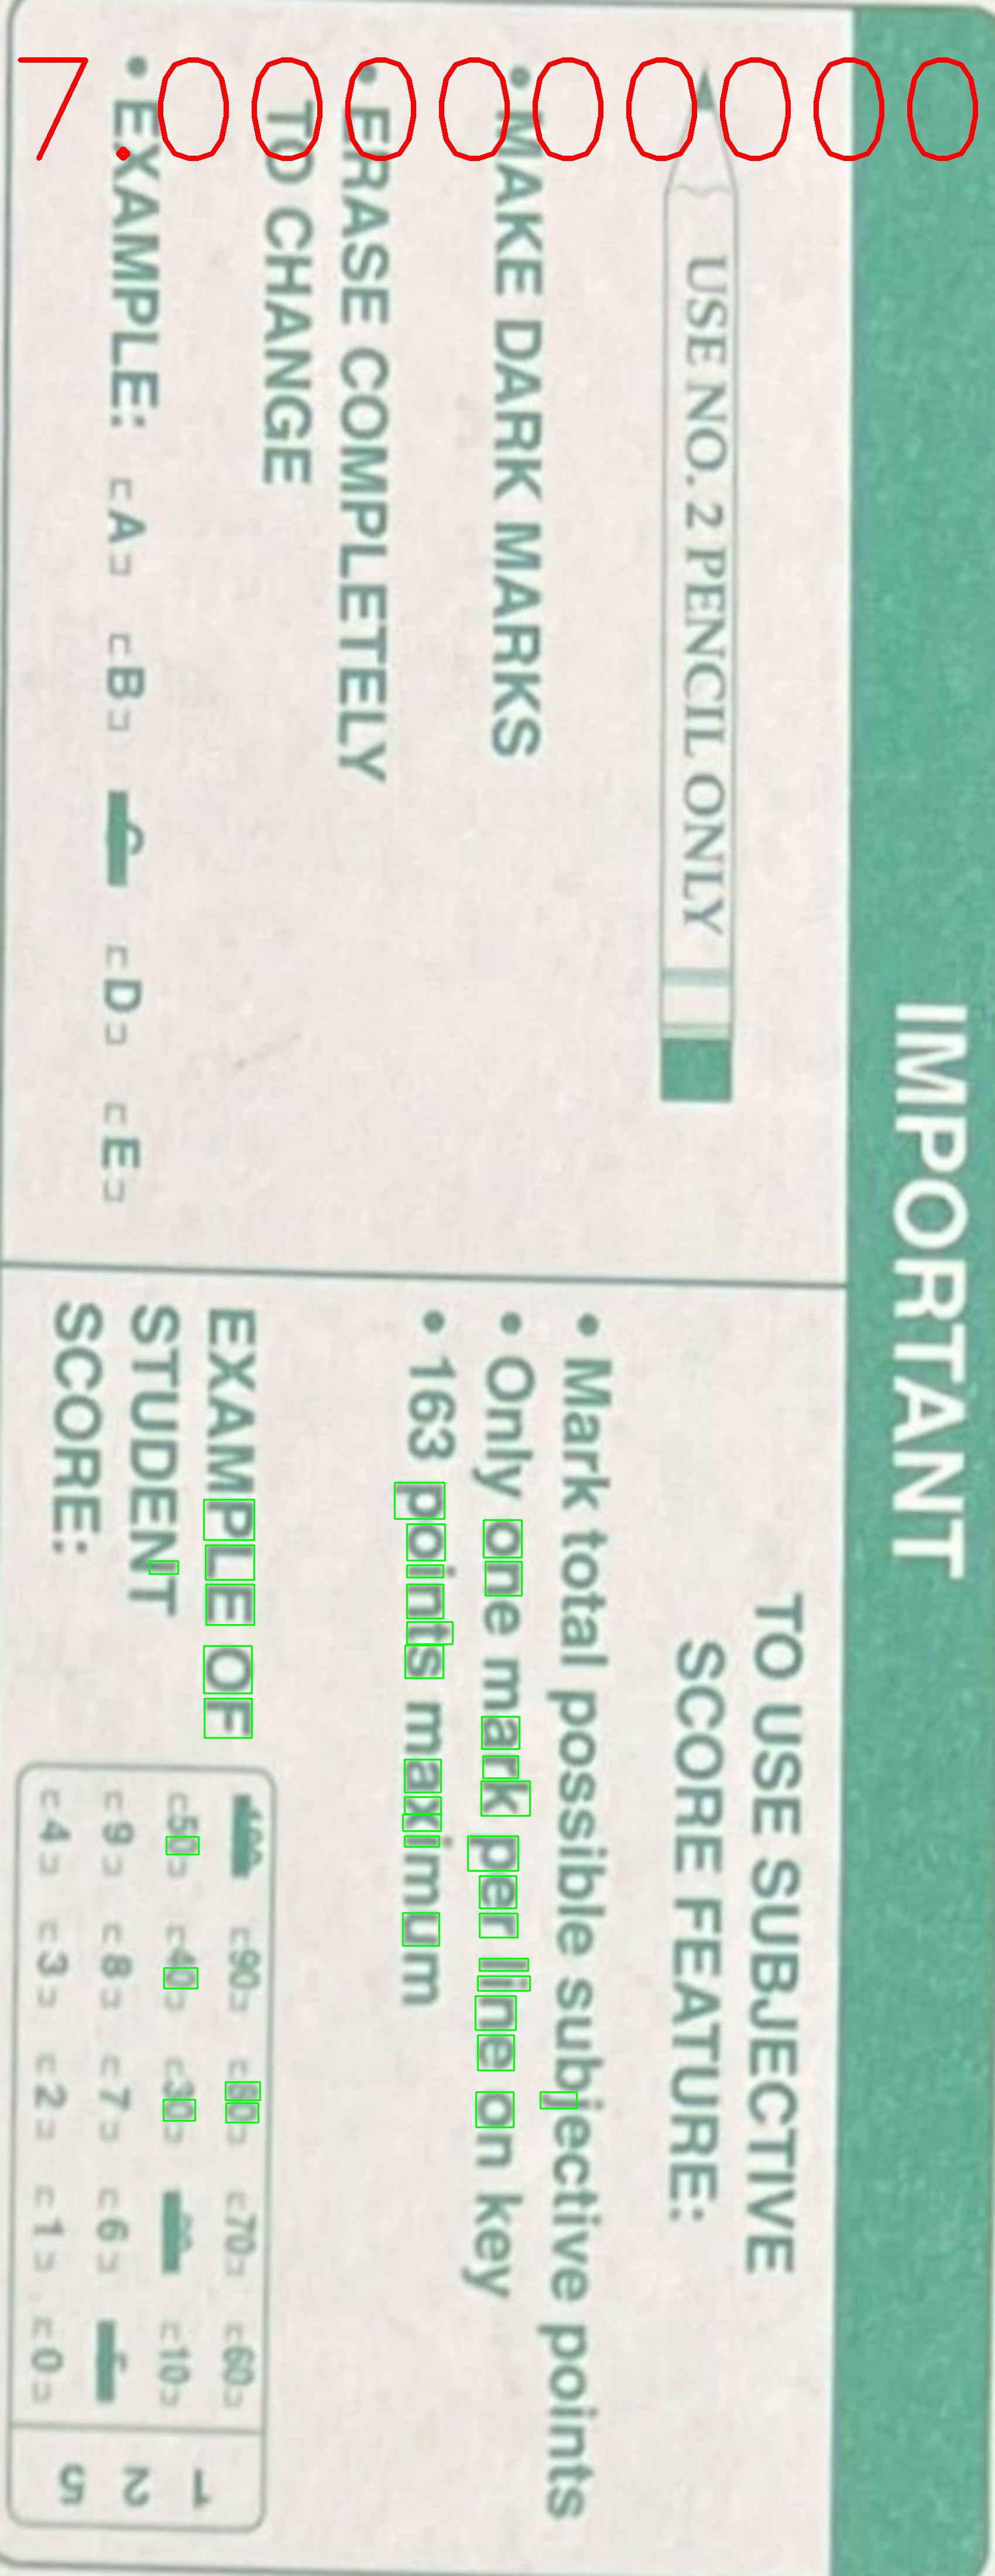 7.000000000
IMPORTANT
USE NO. 2 PENCIL ONLY
• MAKE DARK MARKS
• ERASE COMPLETELY
TO CHANGE
• EXAMPLE: A B C D E
TO USE SUBJECTIVE
SCORE FEATURE:
• Mark total possible subjective points
• Only one mark per line on key
• 163 points maximum
EXAMPLE OF
STUDENT
SCORE:
100 90 80 70 60 1
50 40 30 20 10 2
9 8 7 6 5 5
4 3 2 1 0